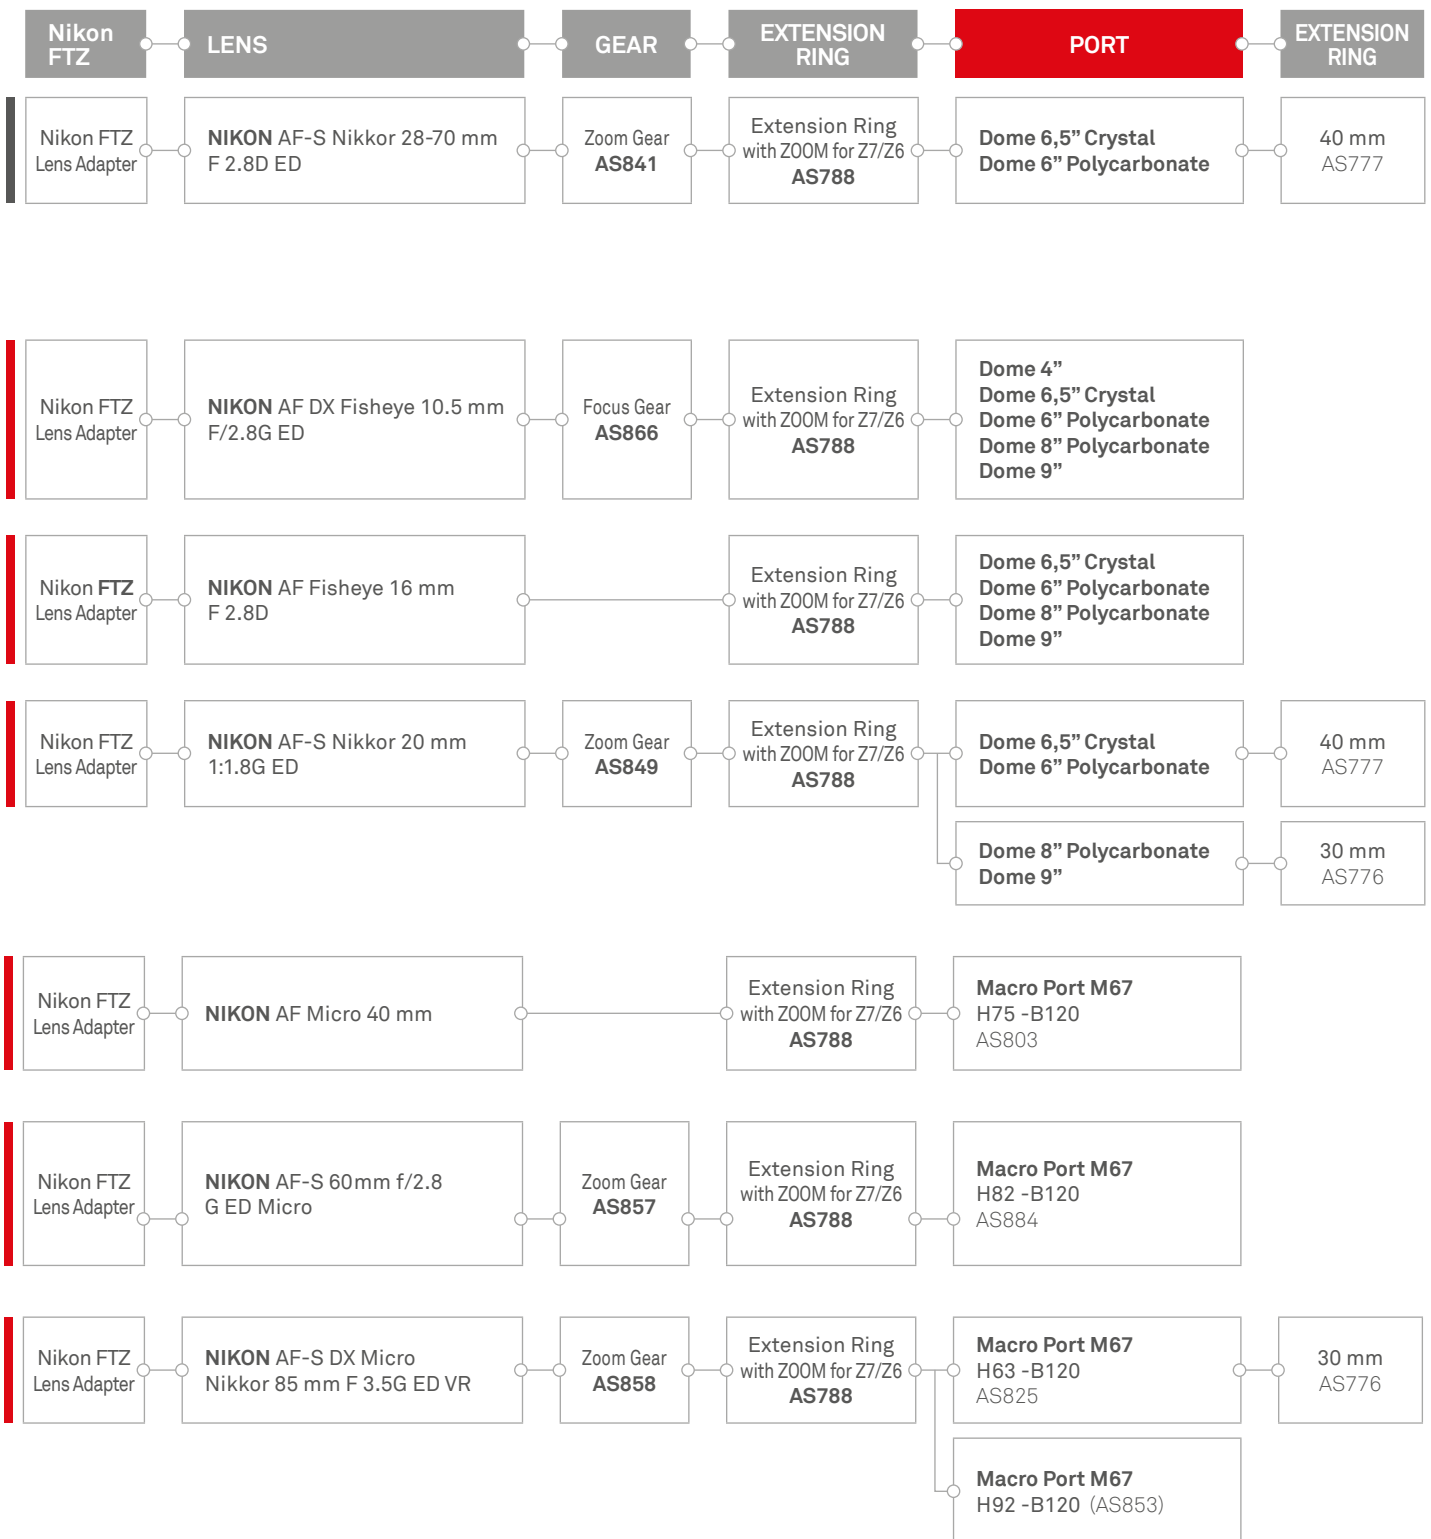 Nikon
FTZ
LENS
GEAR
EXTENSION
RING
PORT
EXTENSION
RING
Nikon FTZ
Lens Adapter
NIKON AF-S Nikkor 28-70 mm
F 2.8D ED
Zoom Gear
AS841
Extension Ring
with ZOOM for Z7/Z6
AS788
Dome 6,5” Crystal
Dome 6” Polycarbonate
40 mm
AS777
Nikon FTZ
Lens Adapter
NIKON AF DX Fisheye 10.5 mm
F/2.8G ED
Focus Gear
AS866
Extension Ring
with ZOOM for Z7/Z6
AS788
Dome 4”
Dome 6,5” Crystal
Dome 6” Polycarbonate
Dome 8” Polycarbonate
Dome 9”
Nikon FTZ
Lens Adapter
NIKON AF Fisheye 16 mm
F 2.8D
Extension Ring
with ZOOM for Z7/Z6
AS788
Dome 6,5” Crystal
Dome 6” Polycarbonate
Dome 8” Polycarbonate
Dome 9”
Nikon FTZ
Lens Adapter
NIKON AF-S Nikkor 20 mm
1:1.8G ED
Zoom Gear
AS849
Extension Ring
with ZOOM for Z7/Z6
AS788
Dome 6,5” Crystal
Dome 6” Polycarbonate
40 mm
AS777
Dome 8” Polycarbonate
Dome 9”
30 mm
AS776
Nikon FTZ
Lens Adapter
NIKON AF Micro 40 mm
Extension Ring
with ZOOM for Z7/Z6
AS788
Macro Port M67
H75 -B120
AS803
Nikon FTZ
Lens Adapter
NIKON AF-S 60mm f/2.8
G ED Micro
Zoom Gear
AS857
Extension Ring
with ZOOM for Z7/Z6
AS788
Macro Port M67
H82 -B120
AS884
Nikon FTZ
Lens Adapter
NIKON AF-S DX Micro
Nikkor 85 mm F 3.5G ED VR
Zoom Gear
AS858
Extension Ring
with ZOOM for Z7/Z6
AS788
Macro Port M67
H63 -B120
AS825
30 mm
AS776
Macro Port M67
H92 -B120 (AS853)